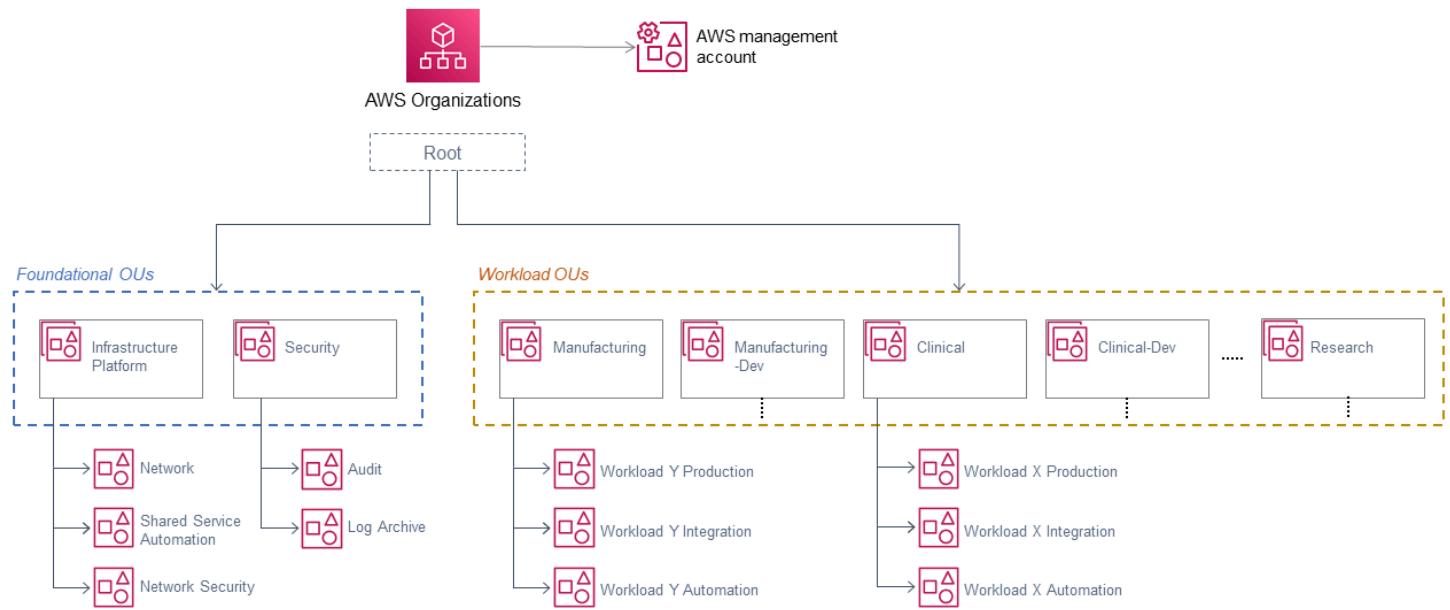 AWS Organizations
AWS management
account
Root
Foundational OUs
Workload OUs
Infrastructure
Platform
Security
Manufacturing
Manufacturing
-Dev
Clinical
Clinical-Dev
.....
Research
Network
Shared Service
Automation
Network Security
Audit
Log Archive
Workload Y Production
Workload Y Integration
Workload Y Automation
Workload X Production
Workload X Integration
Workload X Automation